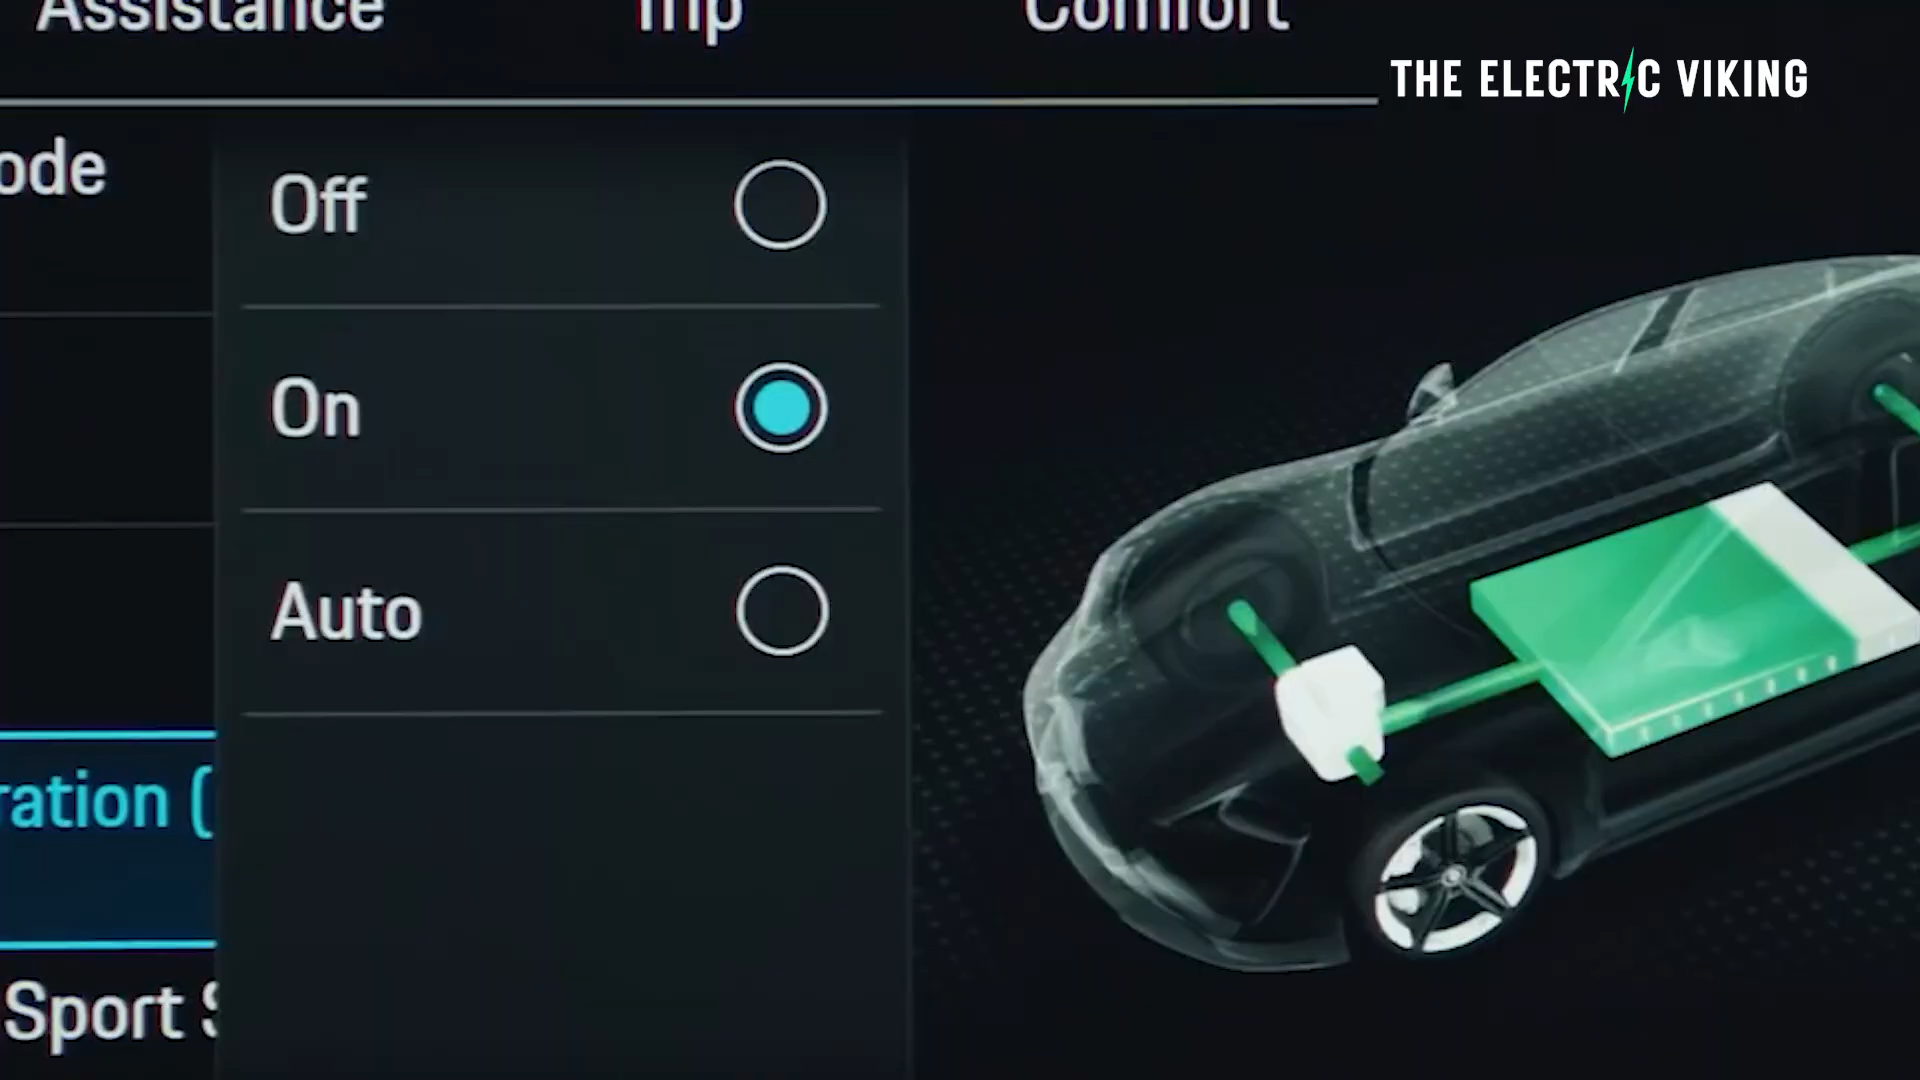 Assistance
Trip
Comfort
THE ELECTRIC VIKING
ode
Off
On
Auto
ration (
Sport S